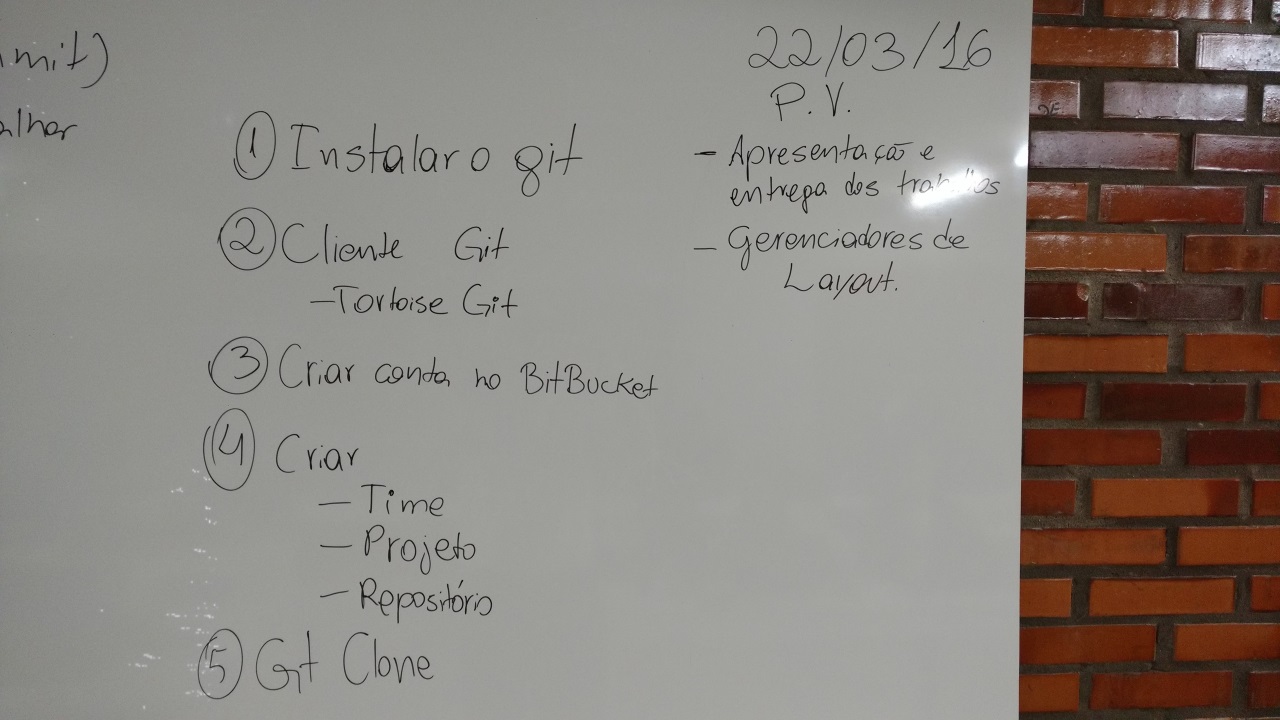 mit)
alhar
① Instalar o git
② Cliente Git
- Tortoise Git
③ Criar conta no BitBucket
④ Criar
- Time
- Projeto
- Repositório
⑤ Git Clone
22/03/16
P.V.
- Apresentação e
entrega dos trabalhos
- Gerenciadores de
Layout.